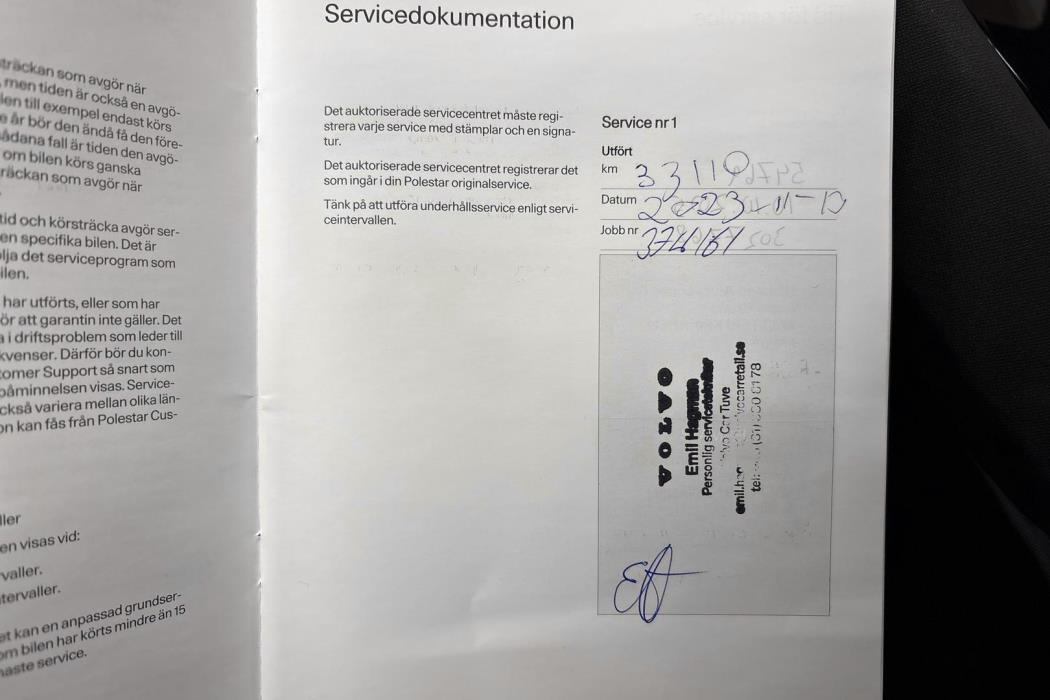 Servicedokumentation
träckan som avgör när
men tiden är också en avgö-
len till exempel endast körs
e år bör den ändå få den före-
sådana fall är tiden den avgö-
om bilen körs ganska
räckan som avgör när
tid och körsträcka avgör ser-
en specifika bilen. Det är
lja det serviceprogram som
ilen.
har utförts, eller som har
ör att garantin inte gäller. Det
a i driftsproblem som leder till
kvenser. Därför bör du kon-
tomer Support så snart som
påminnelsen visas. Service-
ckså variera mellan olika län-
on kan fås från Polestar Cus-
ller
en visas vid:
rvaller.
tervaller.
et kan en anpassad grundser-
om bilen har körts mindre än 15
naste service.
Det auktoriserade servicecentret måste regi-
strera varje service med stämplar och en signa-
tur.
Det auktoriserade servicecentret registrerar det
som ingår i din Polestar originalservice.
Tänk på att utföra underhållsservice enligt servi-
ceintervallen.
Service nr 1
Utfört
km 33119
Datum
Jobb nr
VOLVO
Emil Hagman
Personlig servicetekniker
Car Tuve